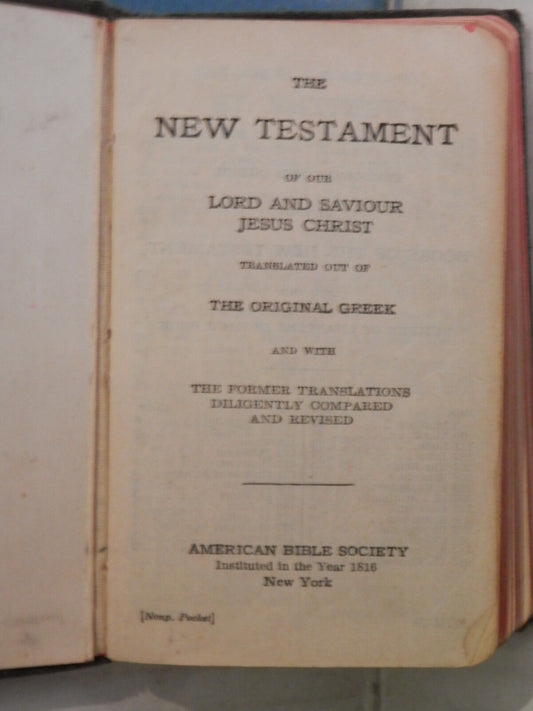 THE
NEW TESTAMENT
OF OUR
LORD AND SAVIOUR
JESUS CHRIST
TRANSLATED OUT OF
THE ORIGINAL GREEK
AND WITH
THE FORMER TRANSLATIONS
DILIGENTLY COMPARED
AND REVISED
AMERICAN BIBLE SOCIETY
Instituted in the Year 1816
New York
[Nonp. Pocket]